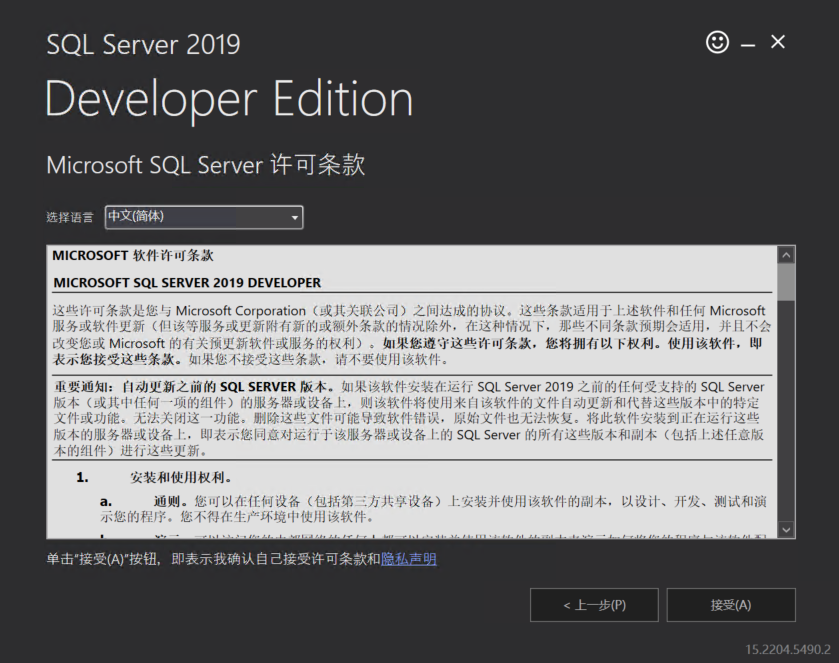 SQL Server 2019
Developer Edition
Microsoft SQL Server 许可条款
选择语言 中文(简体)
MICROSOFT 软件许可条款
MICROSOFT SQL SERVER 2019 DEVELOPER
这些许可条款是您与 Microsoft Corporation（或其关联公司）之间达成的协议。这些条款适用于上述软件和任何 Microsoft
服务或软件更新（但该等服务或更新附有新的或额外条款的情况除外，在这种情况下，那些不同条款预期会适用，并且不会
改变您或 Microsoft 的有关预更新软件或服务的权利）。如果您遵守这些许可条款，您将拥有以下权利。使用该软件，即
表示您接受这些条款。如果您不接受这些条款，请不要使用该软件。
重要通知：自动更新之前的 SQL SERVER 版本。如果该软件安装在运行 SQL Server 2019 之前的任何受支持的 SQL Server
版本（或其中任何一项的组件）的服务器或设备上，则该软件将使用来自该软件的文件自动更新和代替这些版本中的特定
文件或功能。无法关闭这一功能。删除这些文件可能导致软件错误，原始文件也无法恢复。将此软件安装到正在运行这些
版本的服务器或设备上，即表示您同意对运行于该服务器或设备上的 SQL Server 的所有这些版本和副本（包括上述任意版
本的组件）进行这些更新。
1. 安装和使用权利。
a. 通则。您可以在任何设备（包括第三方共享设备）上安装并使用该软件的副本，以设计、开发、测试和演
示您的程序。您不得在生产环境中使用该软件。
单击“接受(A)”按钮，即表示我确认自己接受许可条款和隐私声明
< 上一步(P) 接受(A)
15.2204.5490.2